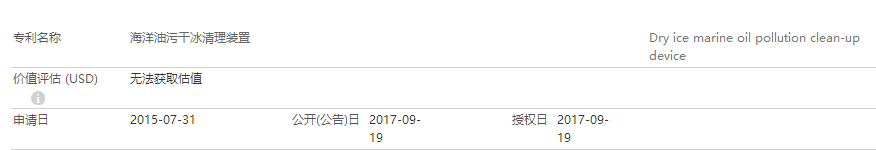 专利名称 海洋油污干冰清理装置 Dry ice marine oil pollution clean-up
device
价值评估 (USD) 无法获取估值
申请日 2015-07-31 公开(公告)日 2017-09- 授权日 2017-09-
19 19